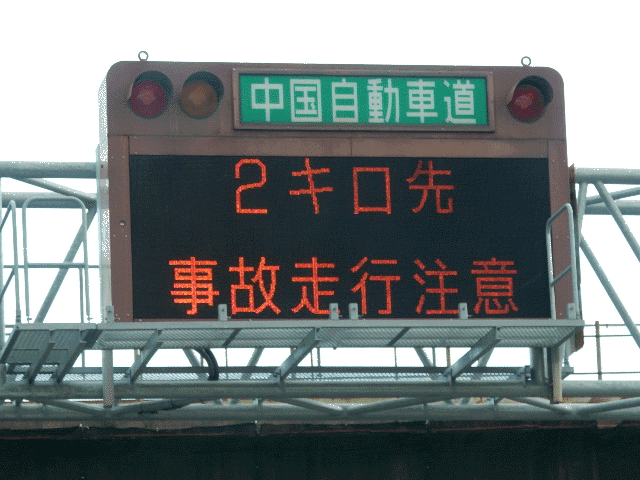 中国自動車道
2キロ先
事故走行注意